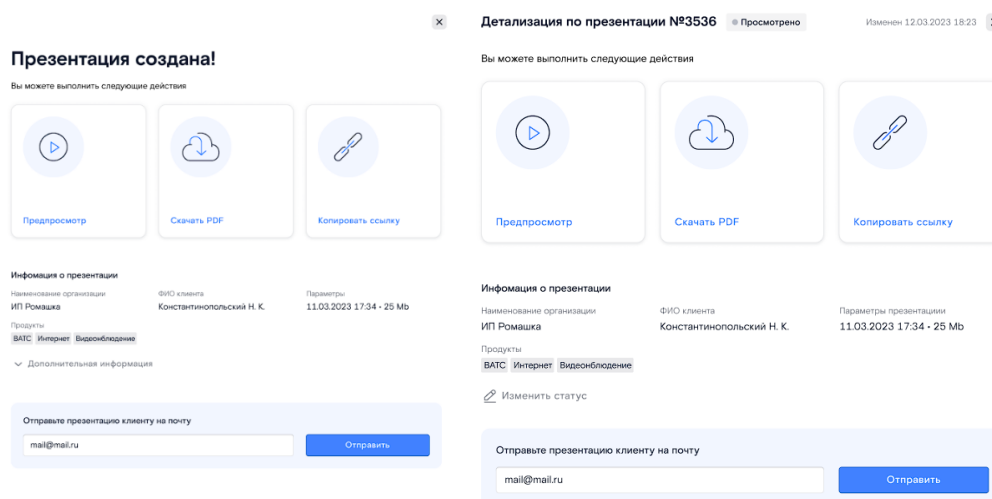 Презентация создана!
Вы можете выполнить следующие действия
Предпросмотр
Скачать PDF
Копировать ссылку
Инфомация о презентации
Наименование организации
ФИО клиента
Параметры
ИП Ромашка
Константинопольский Н. К.
11.03.2023 17:34 • 25 Mb
Продукты
ВАТС Интернет Видеонблюдение
Дополнительная информация
Отправьте презентацию клиенту на почту
mail@mail.ru
Отправить
Детализация по презентации №3536
Просмотрено
Изменен 12.03.2023 18:23
Вы можете выполнить следующие действия
Предпросмотр
Скачать PDF
Копировать ссылку
Инфомация о презентации
Наименование организации
ФИО клиента
Параметры презентациии
ИП Ромашка
Константинопольский Н. К.
11.03.2023 17:34 • 25 Mb
Продукты
ВАТС Интернет Видеонблюдение
Изменить статус
Отправьте презентацию клиенту на почту
mail@mail.ru
Отправить